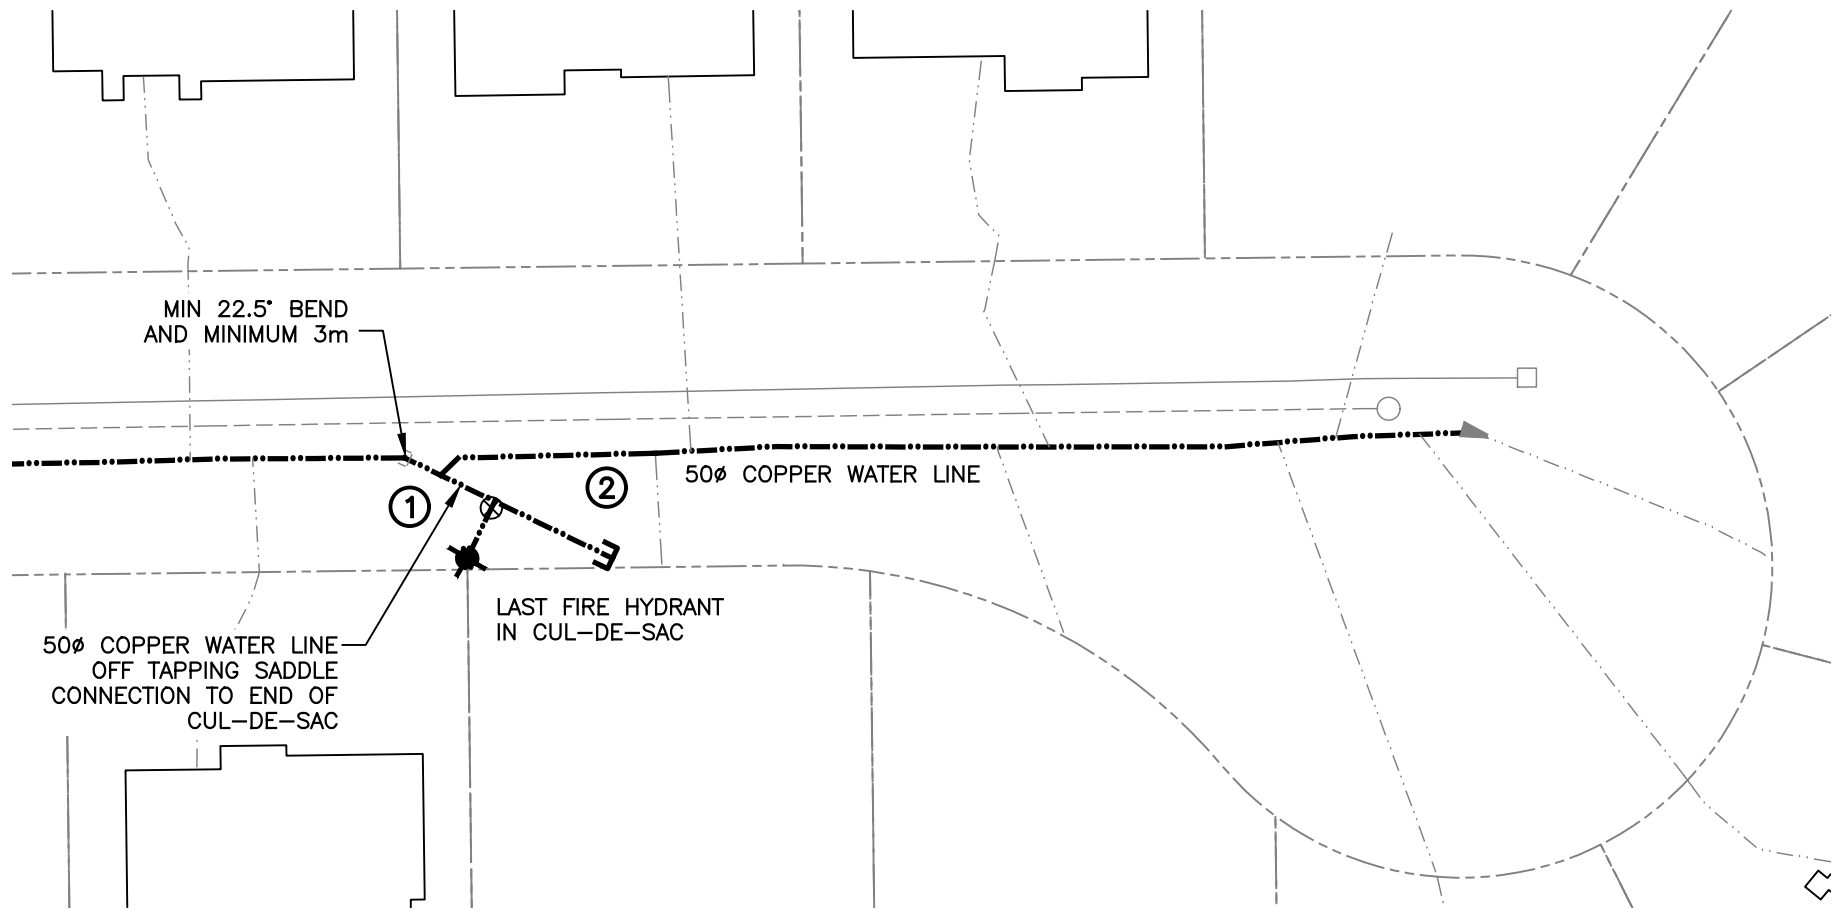 MIN 22.5° BEND
AND MINIMUM 3m
1
2
50ø COPPER WATER LINE
LAST FIRE HYDRANT
IN CUL-DE-SAC
50ø COPPER WATER LINE
OFF TAPPING SADDLE
CONNECTION TO END OF
CUL-DE-SAC